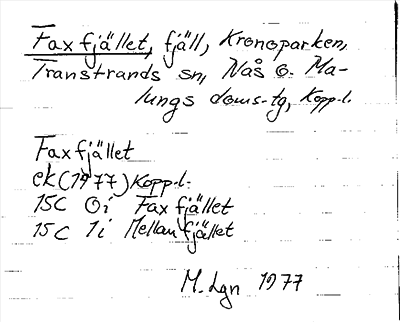 Faxfjället, fjäll, Kronoparken,
Transtrands sn, Nås o. Ma-
lungs doms-tg, Kopp.l.
Faxfjället
ek (1977) Kopp.l.
15C 0i Faxfjället
15C 1i Mellanfjället
M. Lgn 1977